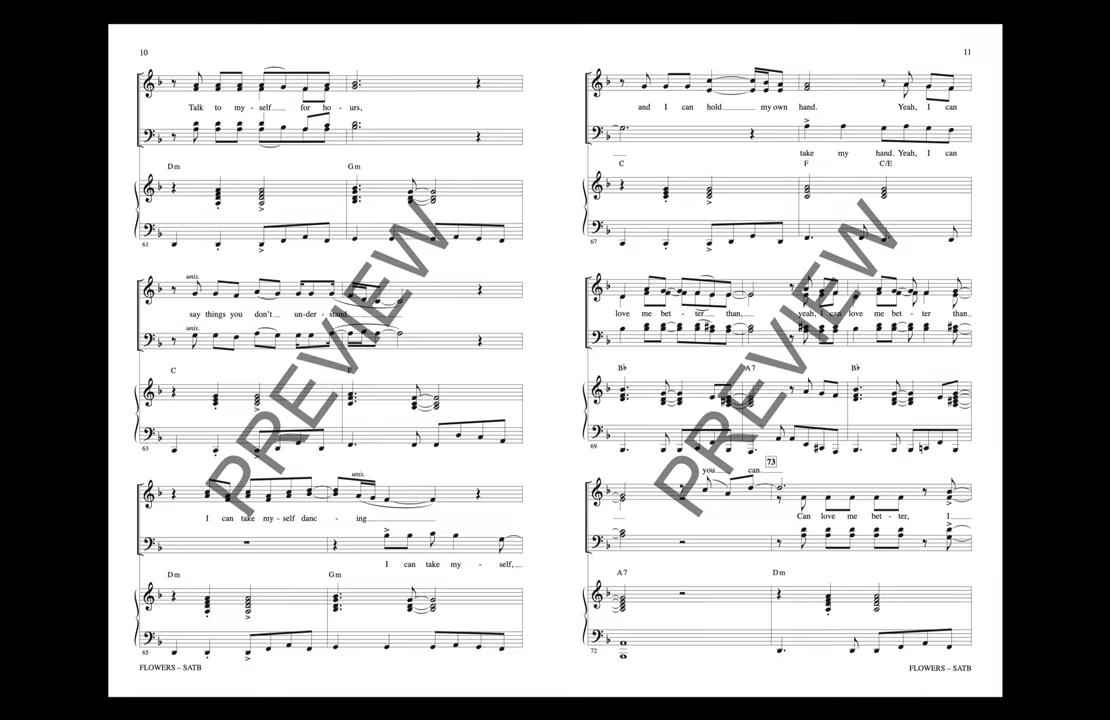 10
Talk to my - self for ho - urs,
Dm Gm
61
unis.
say things you don't un-der-stand.
unis.
C F
63
unis.
I can take my-self danc - ing
I can take my - self,
Dm Gm
65
FLOWERS – SATB
11
and I can hold my own hand. Yeah, I can
take my hand. Yeah, I can
C F C/E
67
love me bet - ter than, yeah, I can love me bet - ter than
B♭ A7 B♭
69
you can. 73
Can love me bet - ter, I
A7 Dm
72
FLOWERS – SATB
PREVIEW
PREVIEW